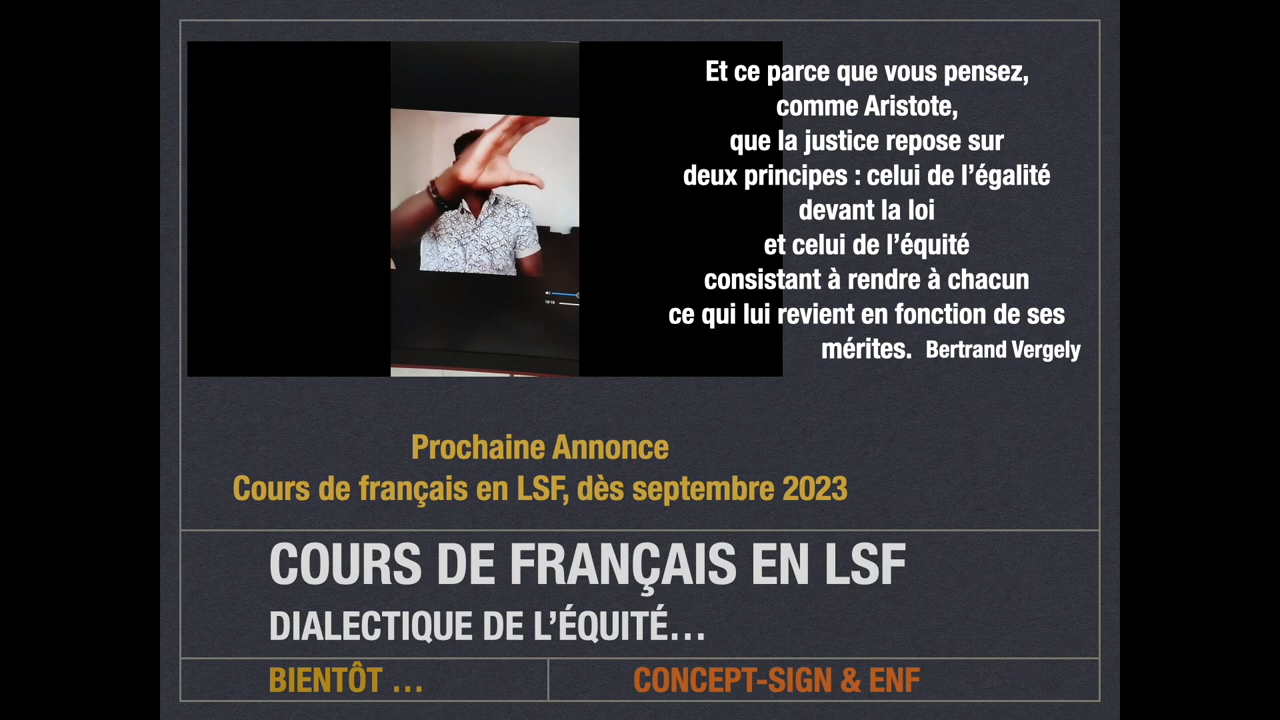 Et ce parce que vous pensez,
comme Aristote,
que la justice repose sur
deux principes : celui de l’égalité
devant la loi
et celui de l’équité
consistant à rendre à chacun
ce qui lui revient en fonction de ses
mérites. Bertrand Vergely
Prochaine Annonce
Cours de français en LSF, dès septembre 2023
COURS DE FRANÇAIS EN LSF
DIALECTIQUE DE L’ÉQUITÉ…
BIENTÔT …
CONCEPT-SIGN & ENF